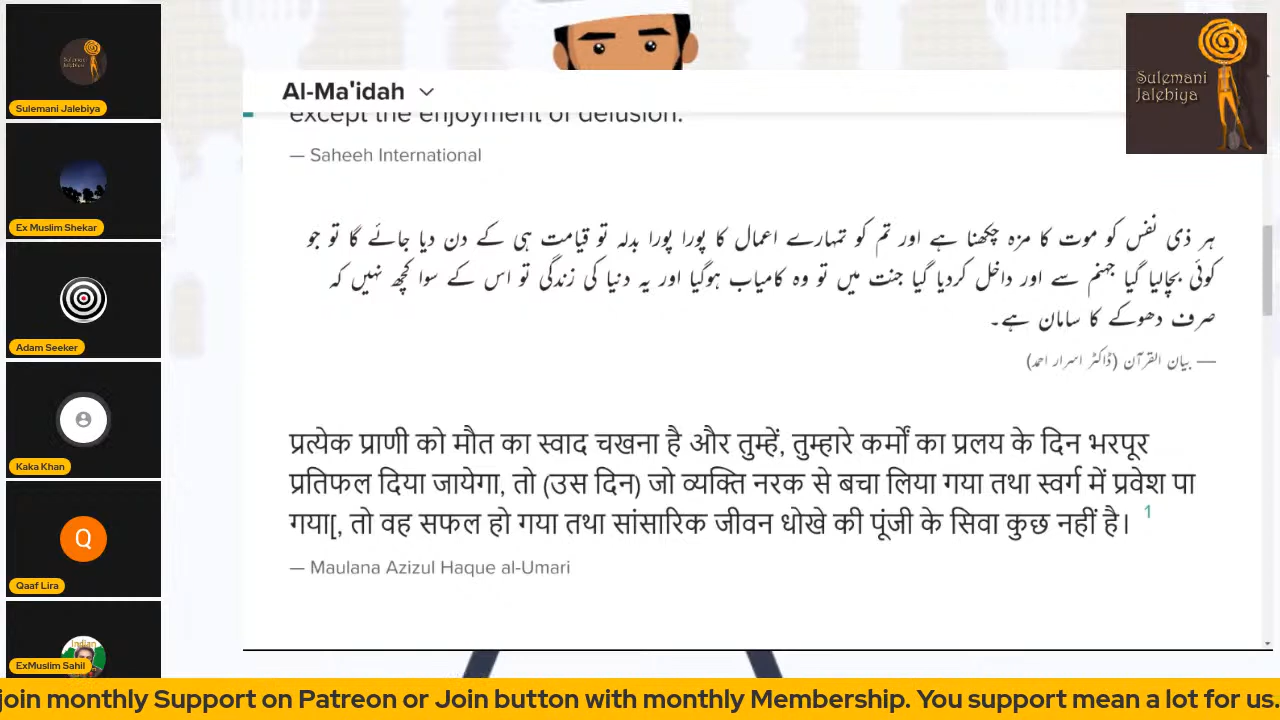 Sulemani
Jalebiya
Sulemani Jalebiya
Ex Muslim Shekar
Adam Seeker
Kaka Khan
Q
Qaaf Lira
Indian
ExMuslim Sahil
Sulemani
Jalebiya
Al-Ma'idah
except the enjoyment of delusion.
— Saheeh International
ہر ذی نفس کو موت کا مزہ چکھنا ہے اور تم کو تمہارے اعمال کا پورا پورا بدلہ تو قیامت ہی کے دن دیا جائے گا تو جو
کوئی بچالیا گیا جہنم سے اور داخل کردیا گیا جنت میں تو وہ کامیاب ہوگیا اور یہ دنیا کی زندگی تو اس کے سوا کچھ نہیں کہ
صرف دھوکے کا سامان ہے۔
— بیان القرآن (ڈاکٹر اسرار احمد)
प्रत्येक प्राणी को मौत का स्वाद चखना है और तुम्हें, तुम्हारे कर्मों का प्रलय के दिन भरपूर
प्रतिफल दिया जायेगा, तो (उस दिन) जो व्यक्ति नरक से बचा लिया गया तथा स्वर्ग में प्रवेश पा
गया[, तो वह सफल हो गया तथा सांसारिक जीवन धोखे की पूंजी के सिवा कुछ नहीं है। 1
— Maulana Azizul Haque al-Umari
join monthly Support on Patreon or Join button with monthly Membership. You support mean a lot for us.